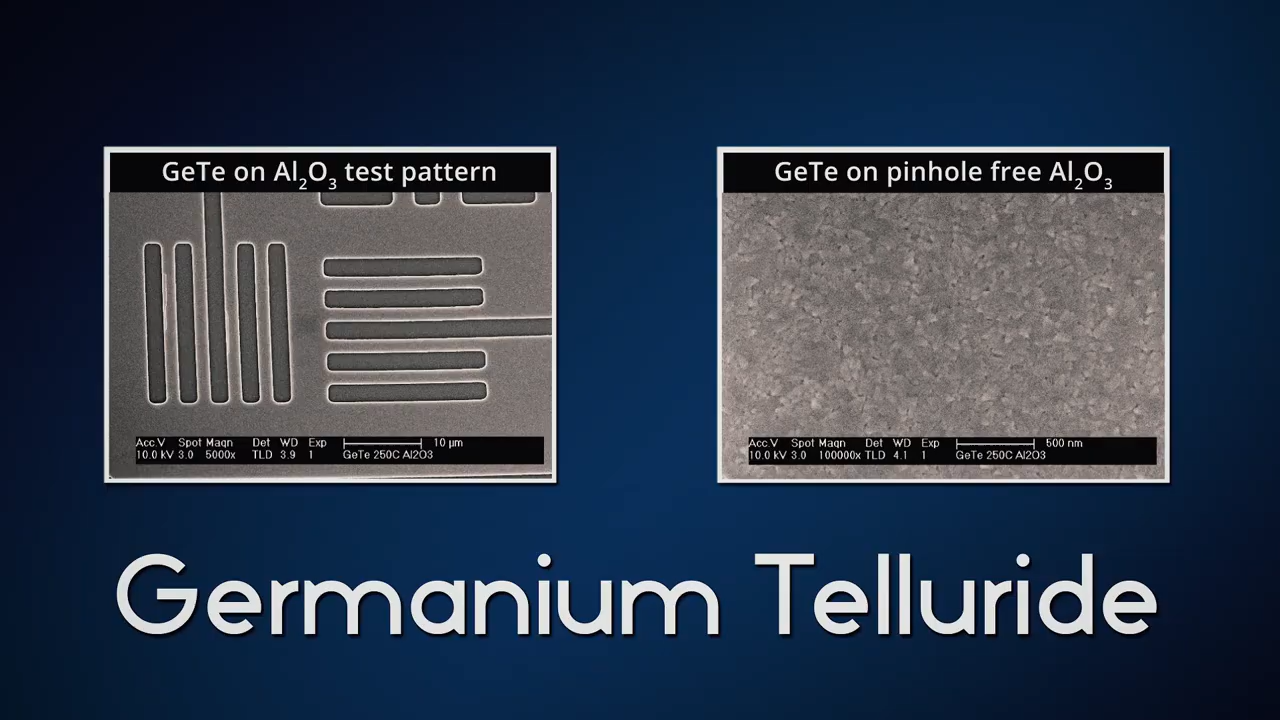 GeTe on Al₂O₃ test pattern
Acc.V Spot Magn Det WD Exp 10 µm
10.0 kV 3.0 5000x TLD 3.9 1 GeTe 250C Al2O3
GeTe on pinhole free Al₂O₃
Acc.V Spot Magn Det WD Exp 500 nm
10.0 kV 3.0 100000x TLD 4.1 1 GeTe 250C Al2O3
Germanium Telluride